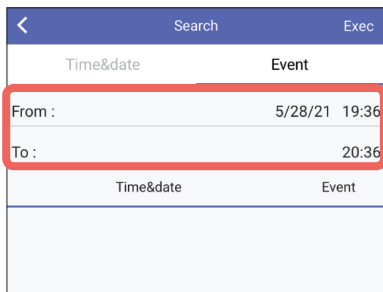 Search Exec
Time&date Event
From : 5/28/21 19:36
To : 20:36
Time&date Event